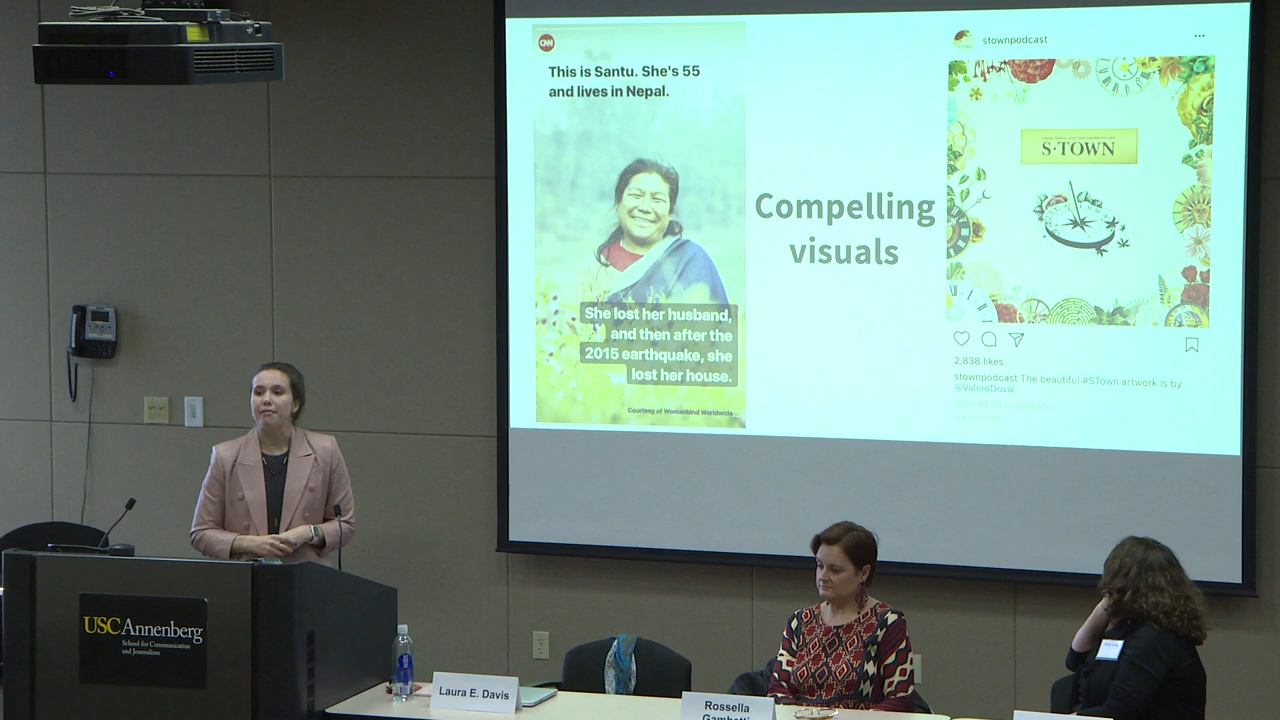 CNN
This is Santu. She's 55
and lives in Nepal.
She lost her husband,
and then after the
2015 earthquake, she
lost her house.
Courtesy of Womankind Worldwide
Compelling
visuals
stownpodcast
S-TOWN
2,838 likes
stownpodcast The beautiful #STown artwork is by
@ValeroDoval
USC Annenberg
School for Communication
and Journalism
Laura E. Davis
Rossella